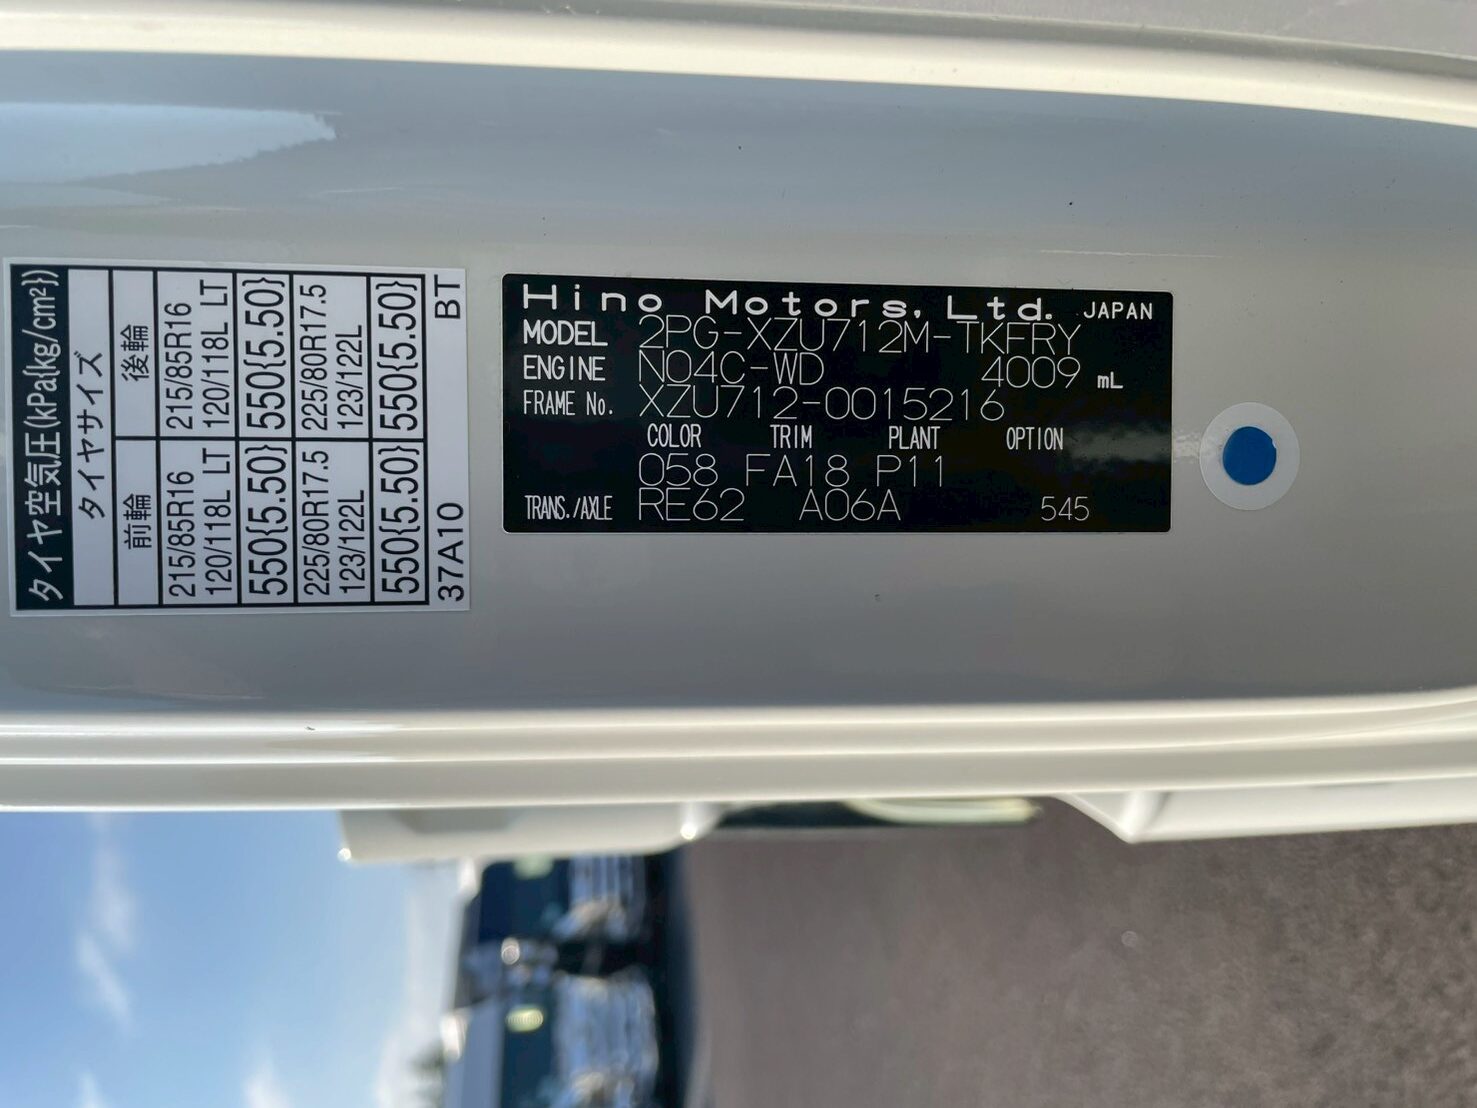 タイヤ空気圧(kPa{kg/cm²})
タイヤサイズ
前輪 後輪
215/85R16 215/85R16
120/118L LT 120/118L LT
550{5.50} 550{5.50}
225/80R17.5 225/80R17.5
123/122L 123/122L
550{5.50} 550{5.50}
37A10 BT
Hino Motors, Ltd. JAPAN
MODEL 2PG-XZU712M-TKFRY
ENGINE N04C-WD 4009 mL
FRAME No. XZU712-0015216
COLOR TRIM PLANT OPTION
058 FA18 P11
TRANS./AXLE RE62 A06A 545